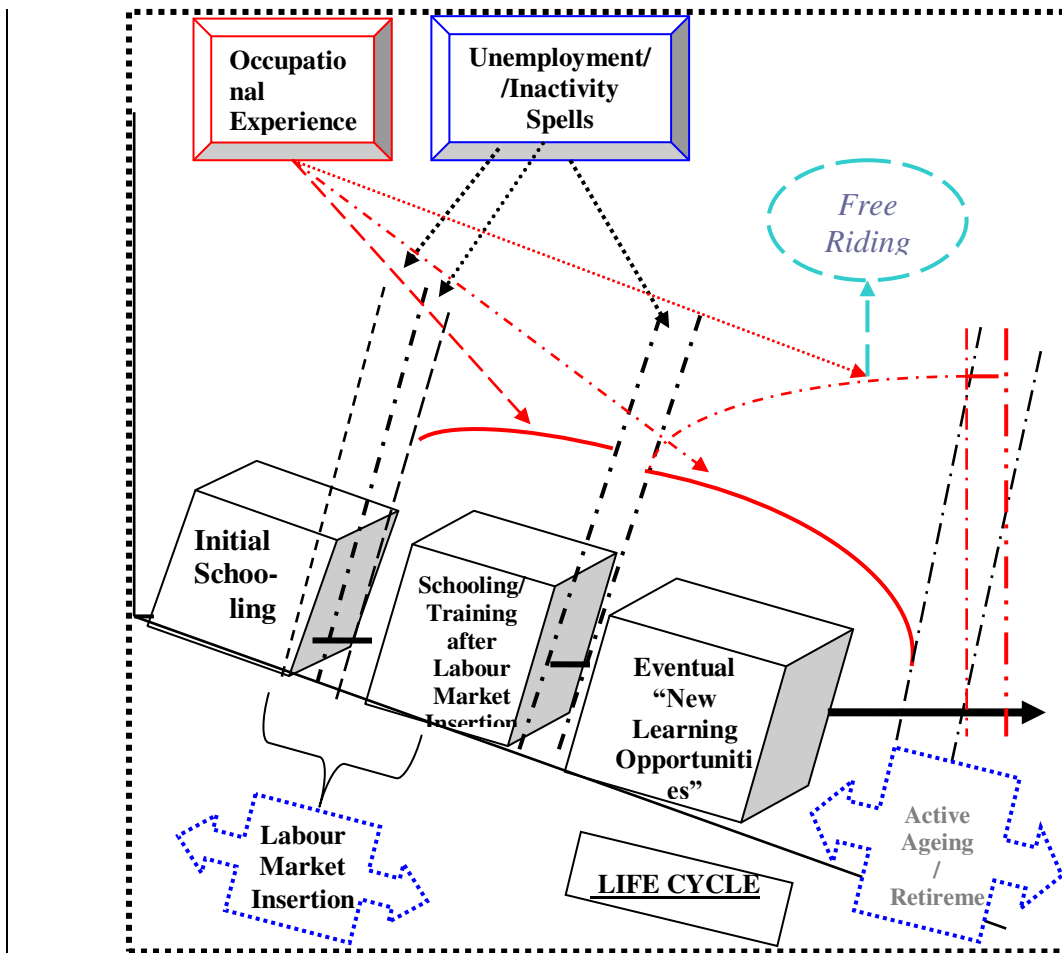 Occupatio
nal
Experience
Unemployment/
/Inactivity
Spells
Free
Riding
Initial
Schoo-
ling
Schooling/
Training
after
Labour
Market
Insertion
Eventual
“New
Learning
Opportuniti
es”
Labour
Market
Insertion
LIFE CYCLE
Active
Ageing
/
Retireme